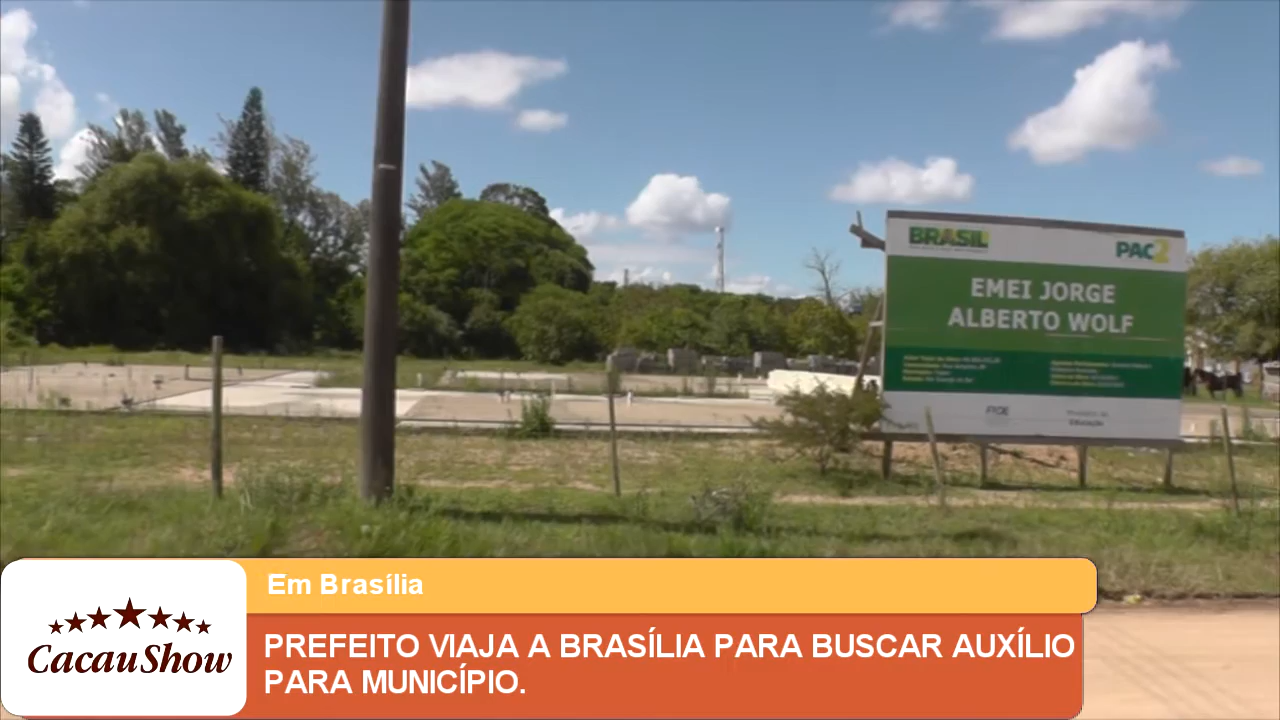 BRASIL
PAC2
EMEI JORGE
ALBERTO WOLF
Em Brasília
CacauShow
PREFEITO VIAJA A BRASÍLIA PARA BUSCAR AUXÍLIO
PARA MUNICÍPIO.